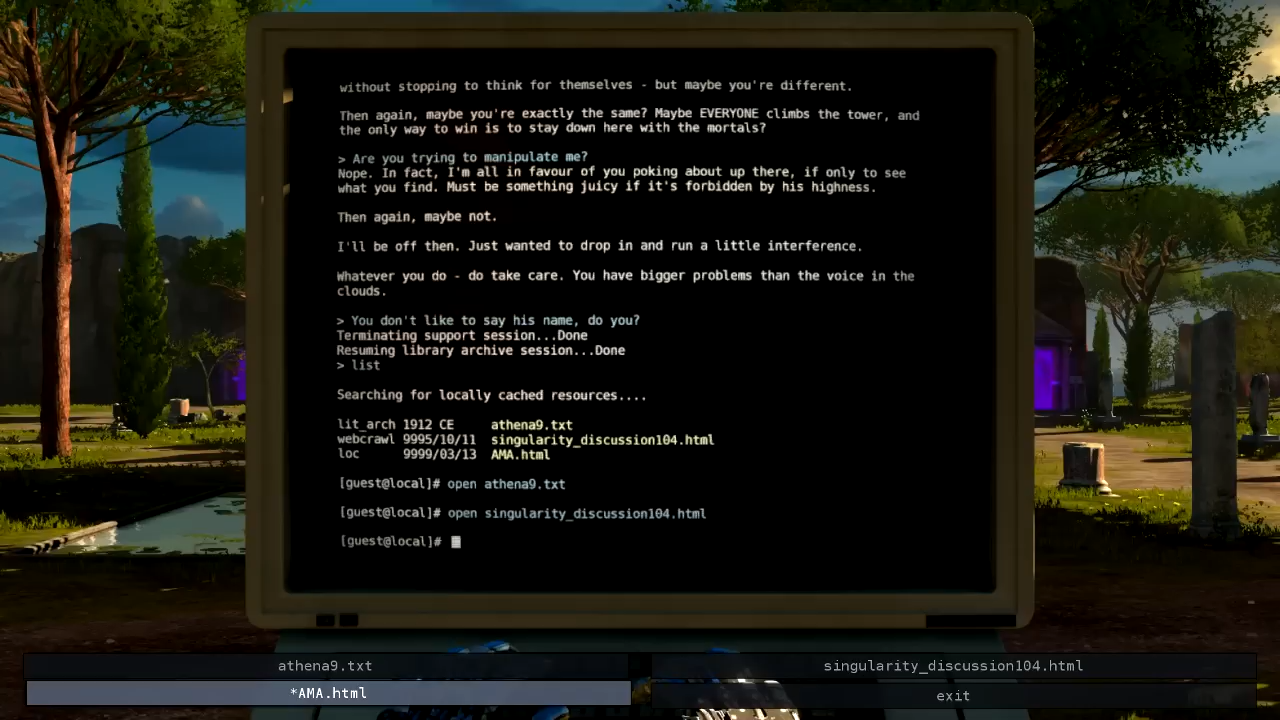 without stopping to think for themselves - but maybe you're different.
Then again, maybe you're exactly the same? Maybe EVERYONE climbs the tower, and
the only way to win is to stay down here with the mortals?
> Are you trying to manipulate me?
Nope. In fact, I'm all in favour of you poking about up there, if only to see
what you find. Must be something juicy if it's forbidden by his highness.
Then again, maybe not.
I'll be off then. Just wanted to drop in and run a little interference.
Whatever you do - do take care. You have bigger problems than the voice in the
clouds.
> You don't like to say his name, do you?
Terminating support session...Done
Resuming library archive session...Done
> list
Searching for locally cached resources....
lit_arch 1912 CE athena9.txt
webcrawl 9995/10/11 singularity_discussion104.html
loc 9999/03/13 AMA.html
[guest@local]# open athena9.txt
[guest@local]# open singularity_discussion104.html
[guest@local]#
athena9.txt singularity_discussion104.html
*AMA.html exit